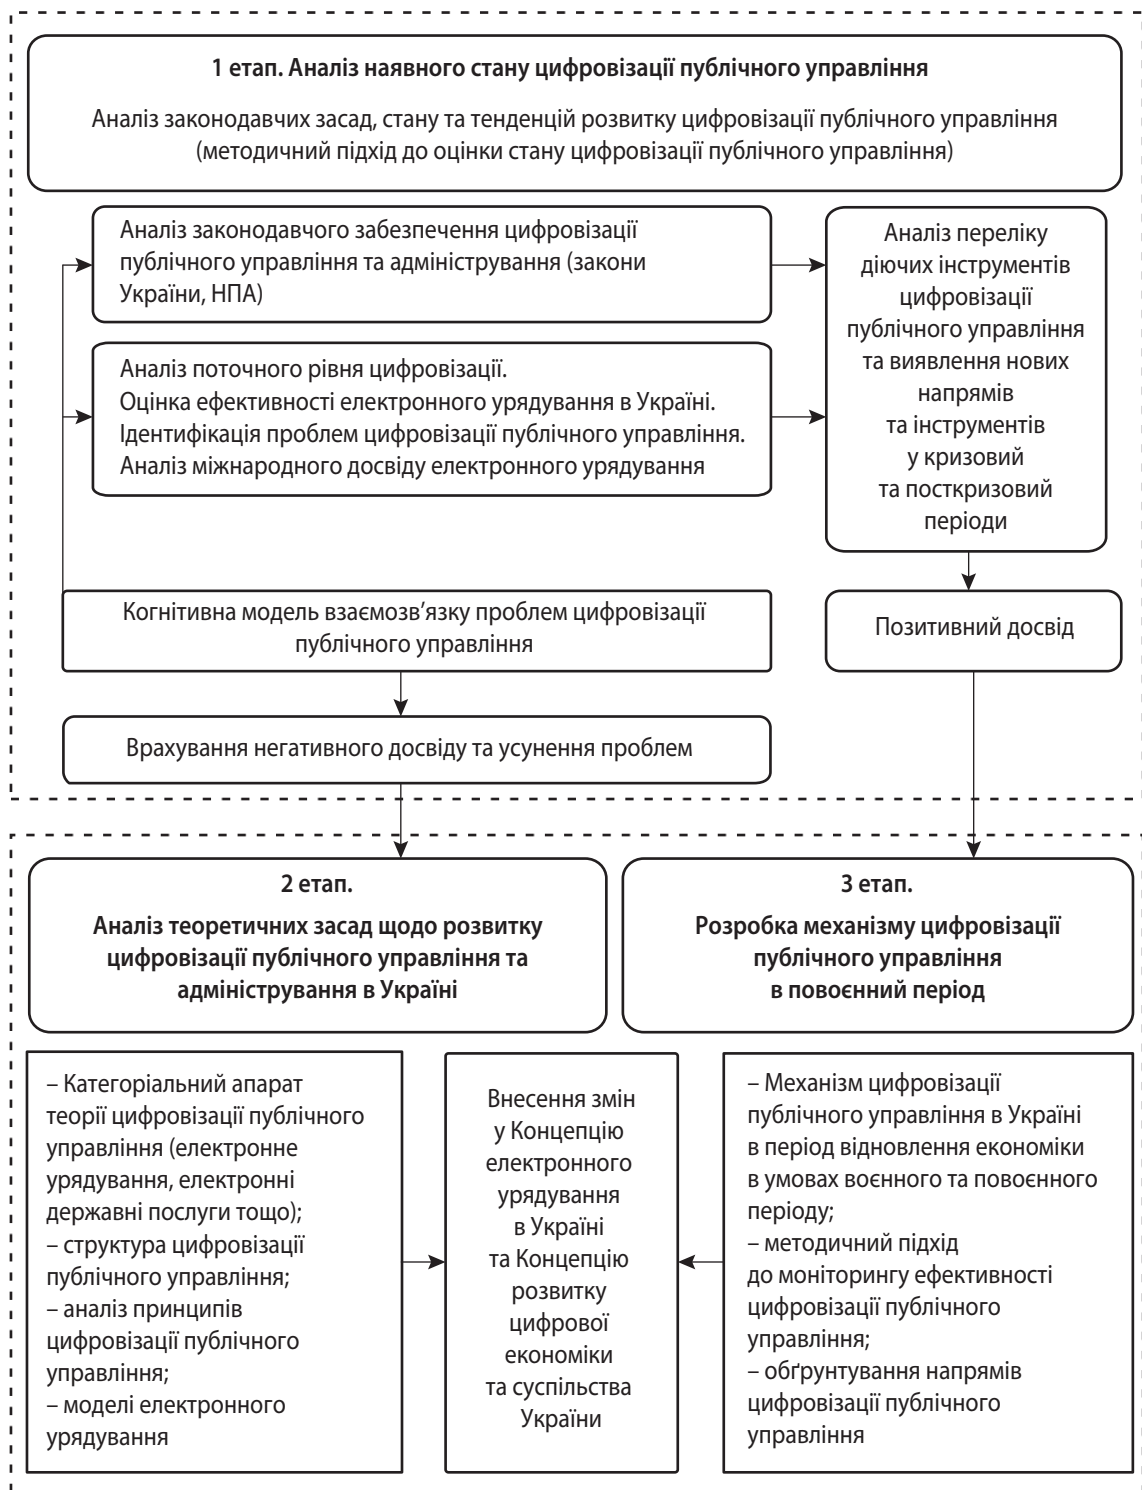 1 етап. Аналіз наявного стану цифровізації публічного управління
Аналіз законодавчих засад, стану та тенденцій розвитку цифровізації публічного управління
(методичний підхід до оцінки стану цифровізації публічного управління)
Аналіз законодавчого забезпечення цифровізації
публічного управління та адміністрування (закони
України, НПА)
Аналіз поточного рівня цифровізації.
Оцінка ефективності електронного урядування в Україні.
Ідентифікація проблем цифровізації публічного управління.
Аналіз міжнародного досвіду електронного урядування
Аналіз переліку
діючих інструментів
цифровізації
публічного управління
та виявлення нових
напрямів
та інструментів
у кризовий
та посткризовий
періоди
Когнітивна модель взаємозв'язку проблем цифровізації
публічного управління
Позитивний досвід
Врахування негативного досвіду та усунення проблем
2 етап.
Аналіз теоретичних засад щодо розвитку
цифровізації публічного управління та
адміністрування в Україні
3 етап.
Розробка механізму цифровізації
публічного управління
в повоєнний період
– Категоріальний апарат
теорії цифровізації публічного
управління (електронне
урядування, електронні
державні послуги тощо);
– структура цифровізації
публічного управління;
– аналіз принципів
цифровізації публічного
управління;
– моделі електронного
урядування
Внесення змін
у Концепцію
електронного
урядування
в Україні
та Концепцію
розвитку
цифрової
економіки
та суспільства
України
– Механізм цифровізації
публічного управління в Україні
в період відновлення економіки
в умовах воєнного та повоєнного
періоду;
– методичний підхід
до моніторингу ефективності
цифровізації публічного
управління;
– обґрунтування напрямів
цифровізації публічного
управління